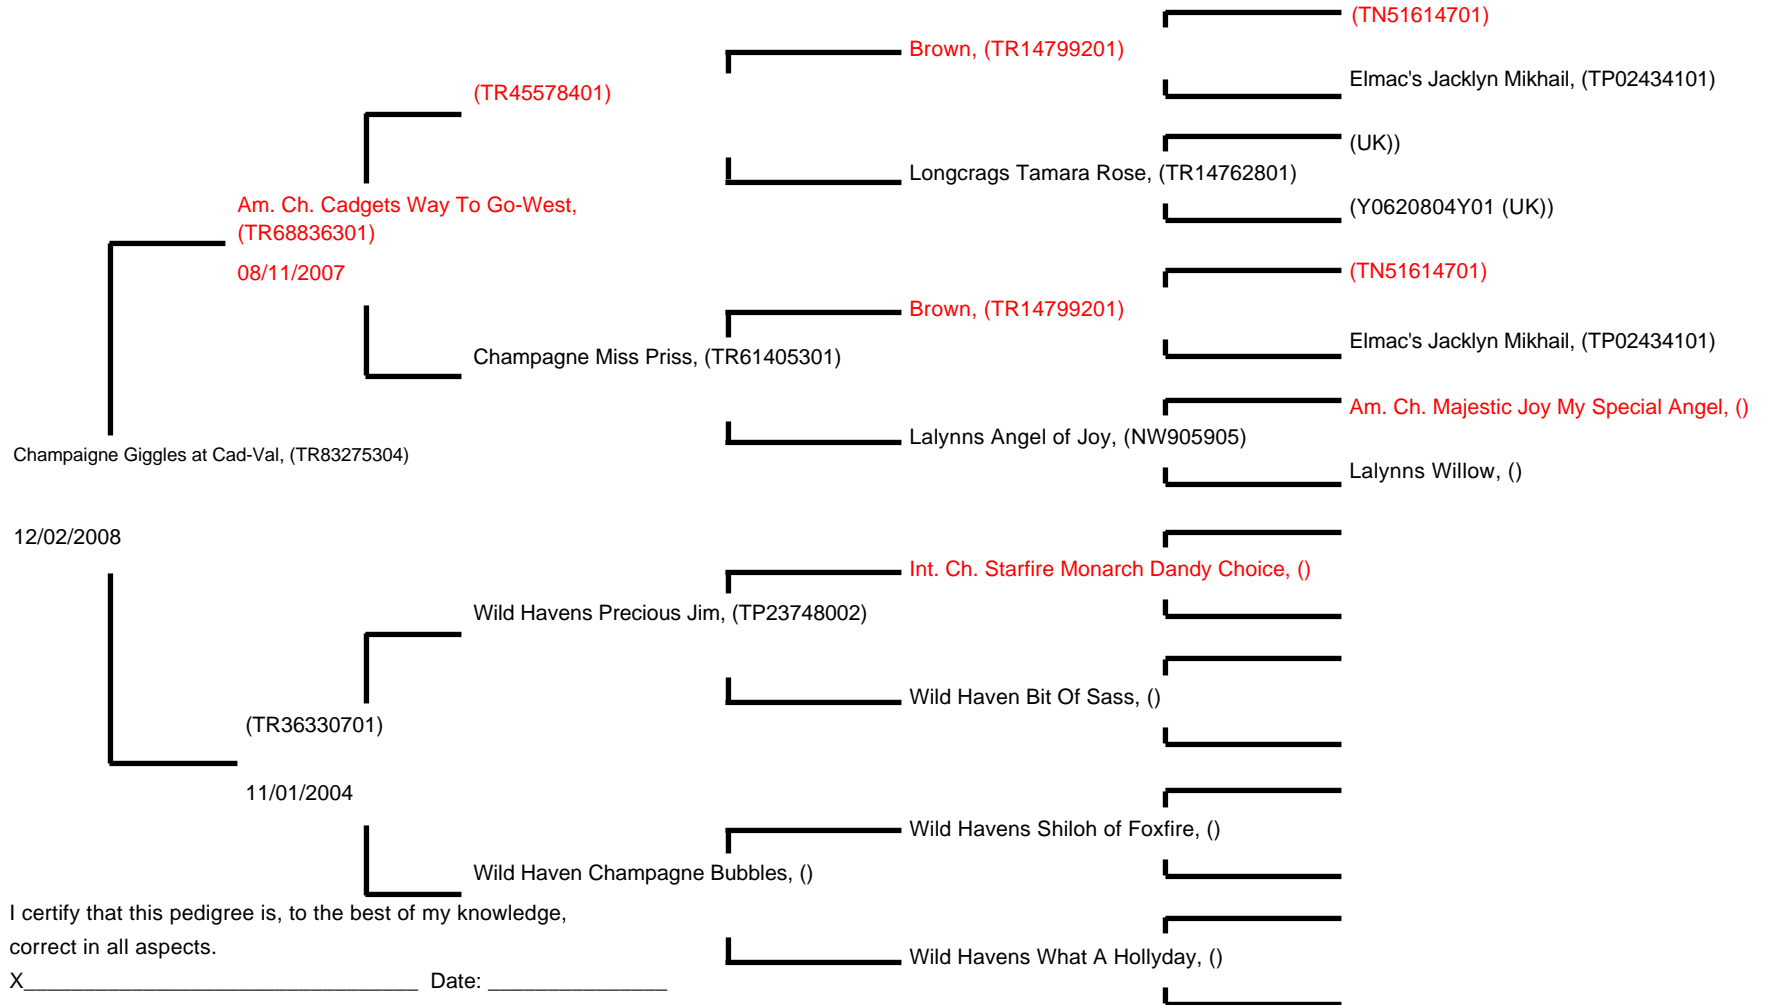 (TN51614701)
Brown, (TR14799201)
Elmac's Jacklyn Mikhail, (TP02434101)
(TR45578401)
(UK))
Longcrags Tamara Rose, (TR14762801)
(Y0620804Y01 (UK))
Am. Ch. Cadgets Way To Go-West,
(TR68836301)
08/11/2007
(TN51614701)
Brown, (TR14799201)
Elmac's Jacklyn Mikhail, (TP02434101)
Champagne Miss Priss, (TR61405301)
Am. Ch. Majestic Joy My Special Angel, ()
Lalynns Angel of Joy, (NW905905)
Lalynns Willow, ()
Champaigne Giggles at Cad-Val, (TR83275304)
12/02/2008
Int. Ch. Starfire Monarch Dandy Choice, ()
Wild Havens Precious Jim, (TP23748002)
Wild Haven Bit Of Sass, ()
(TR36330701)
11/01/2004
Wild Havens Shiloh of Foxfire, ()
Wild Haven Champagne Bubbles, ()
Wild Havens What A Hollyday, ()
I certify that this pedigree is, to the best of my knowledge,
correct in all aspects.
X_________________________________ Date: _______________